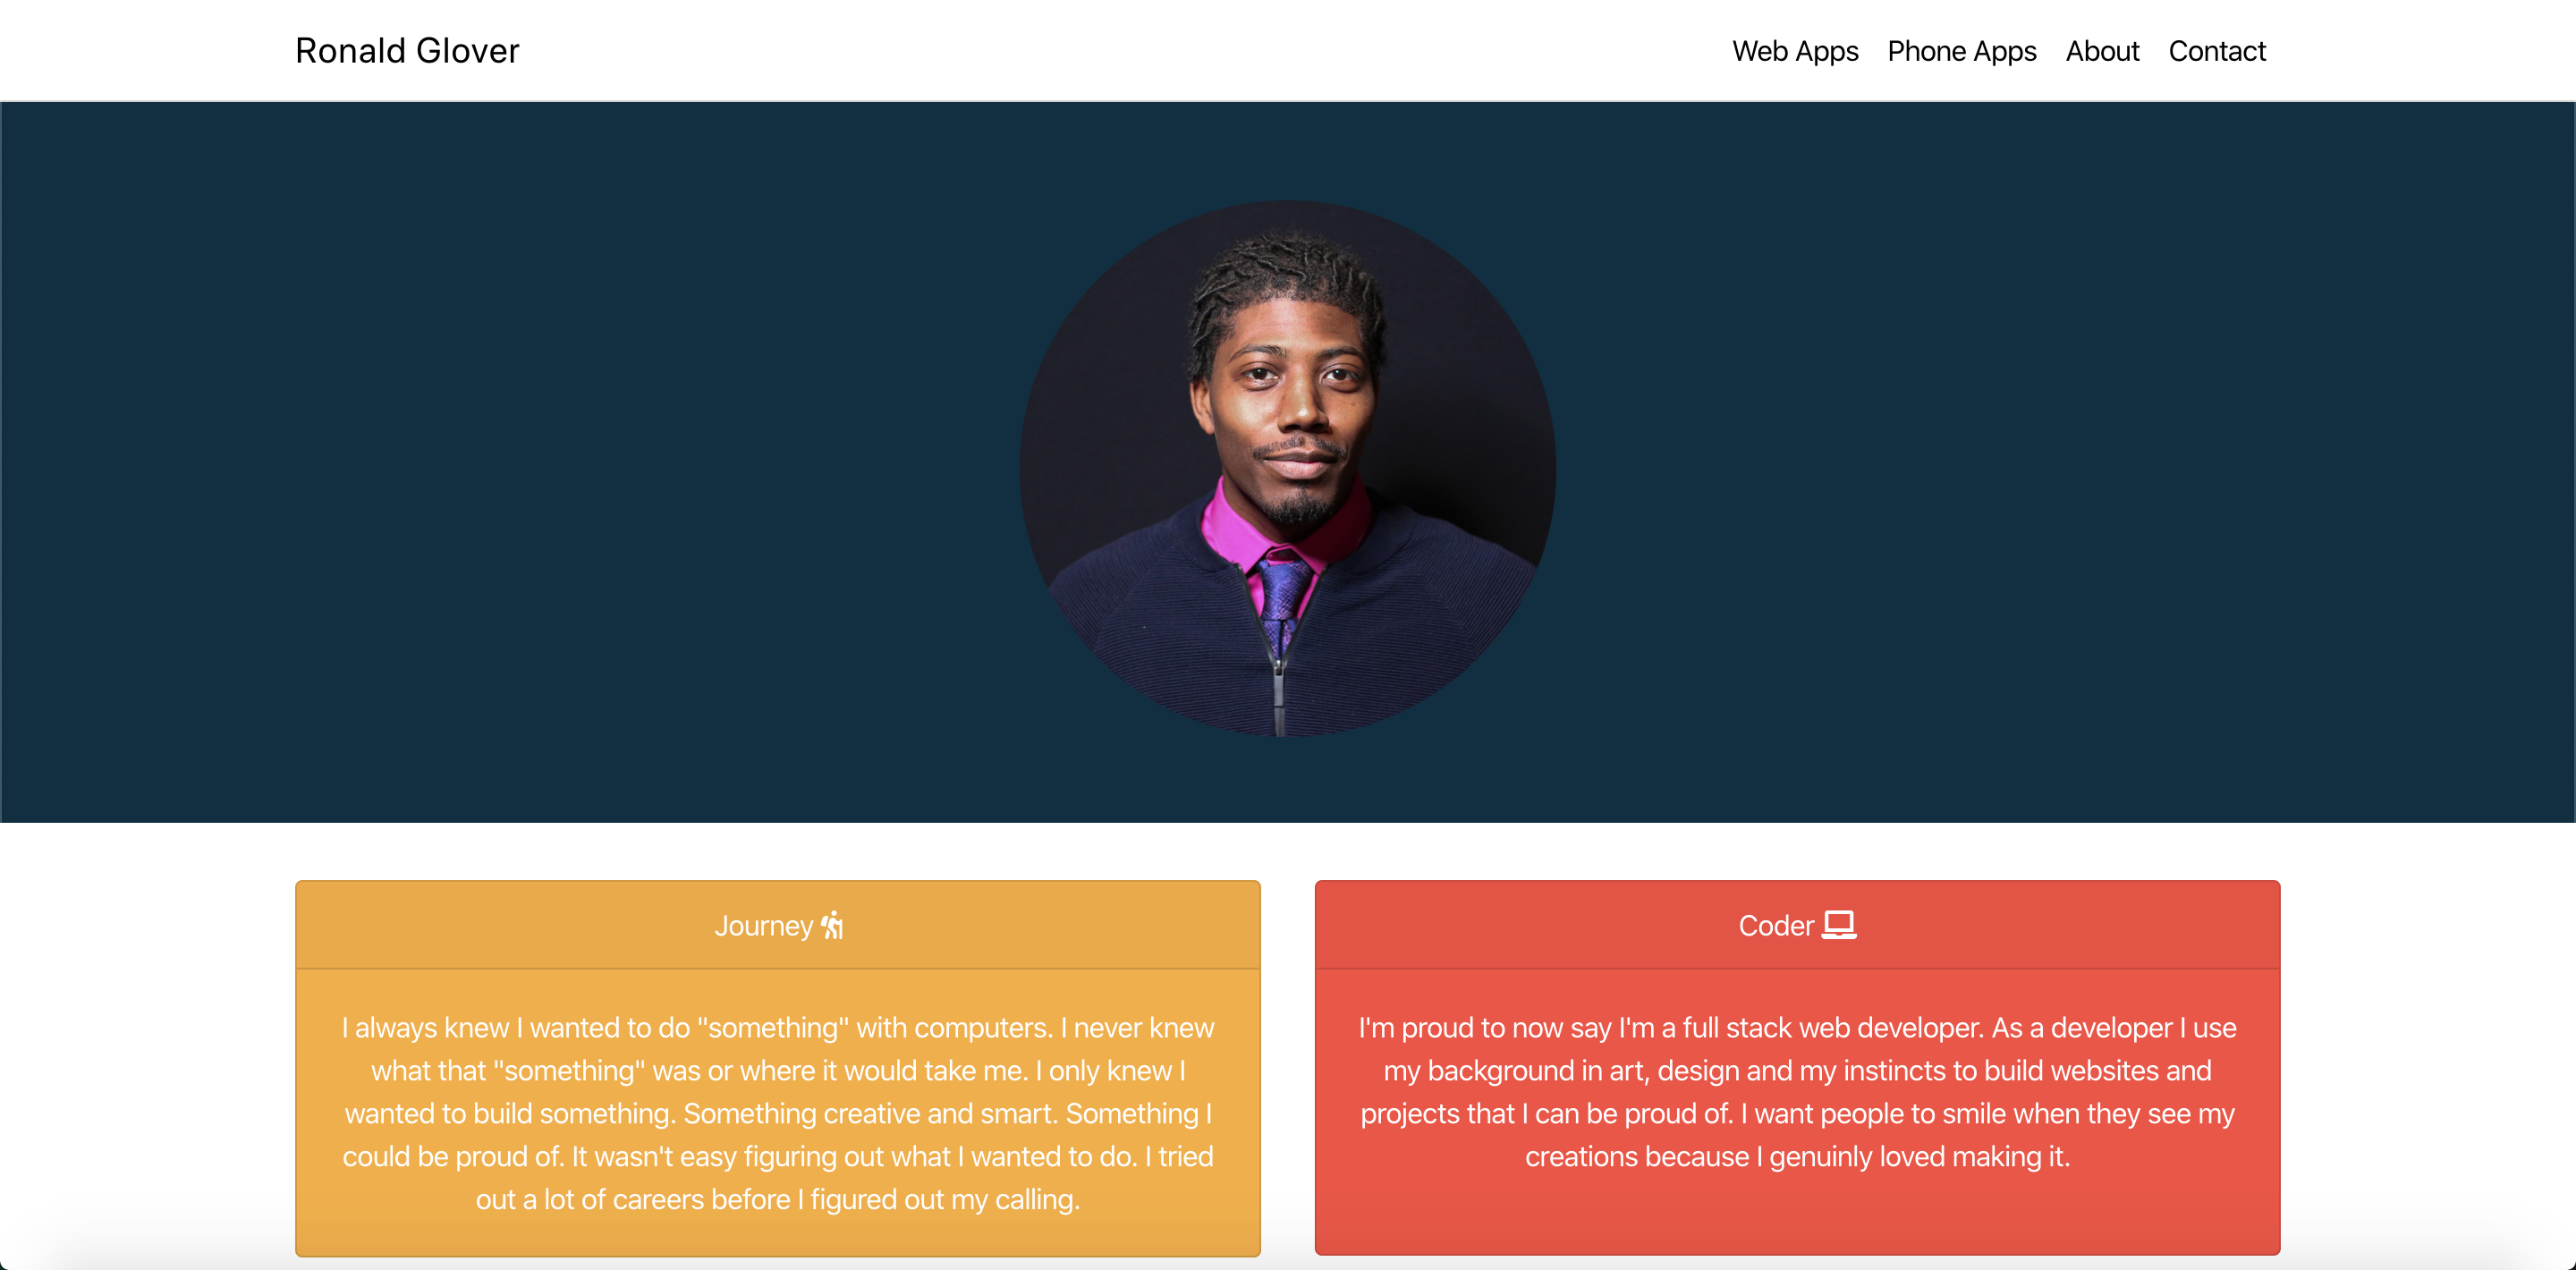 Ronald Glover
Web Apps Phone Apps About Contact
Journey
I always knew I wanted to do "something" with computers. I never knew
what that "something" was or where it would take me. I only knew I
wanted to build something. Something creative and smart. Something I
could be proud of. It wasn't easy figuring out what I wanted to do. I tried
out a lot of careers before I figured out my calling.
Coder
I'm proud to now say I'm a full stack web developer. As a developer I use
my background in art, design and my instincts to build websites and
projects that I can be proud of. I want people to smile when they see my
creations because I genuinly loved making it.